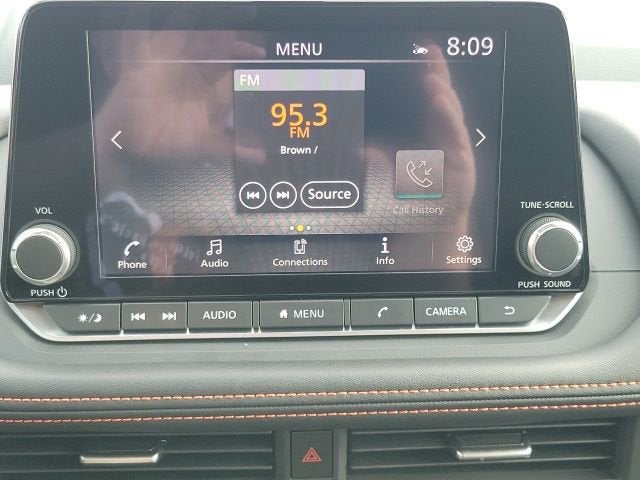 MENU
8:09
FM
95.3
FM
Brown /
Source
Call History
VOL
TUNE-SCROLL
Phone
Audio
Connections
Info
Settings
PUSH
PUSH SOUND
AUDIO
MENU
CAMERA